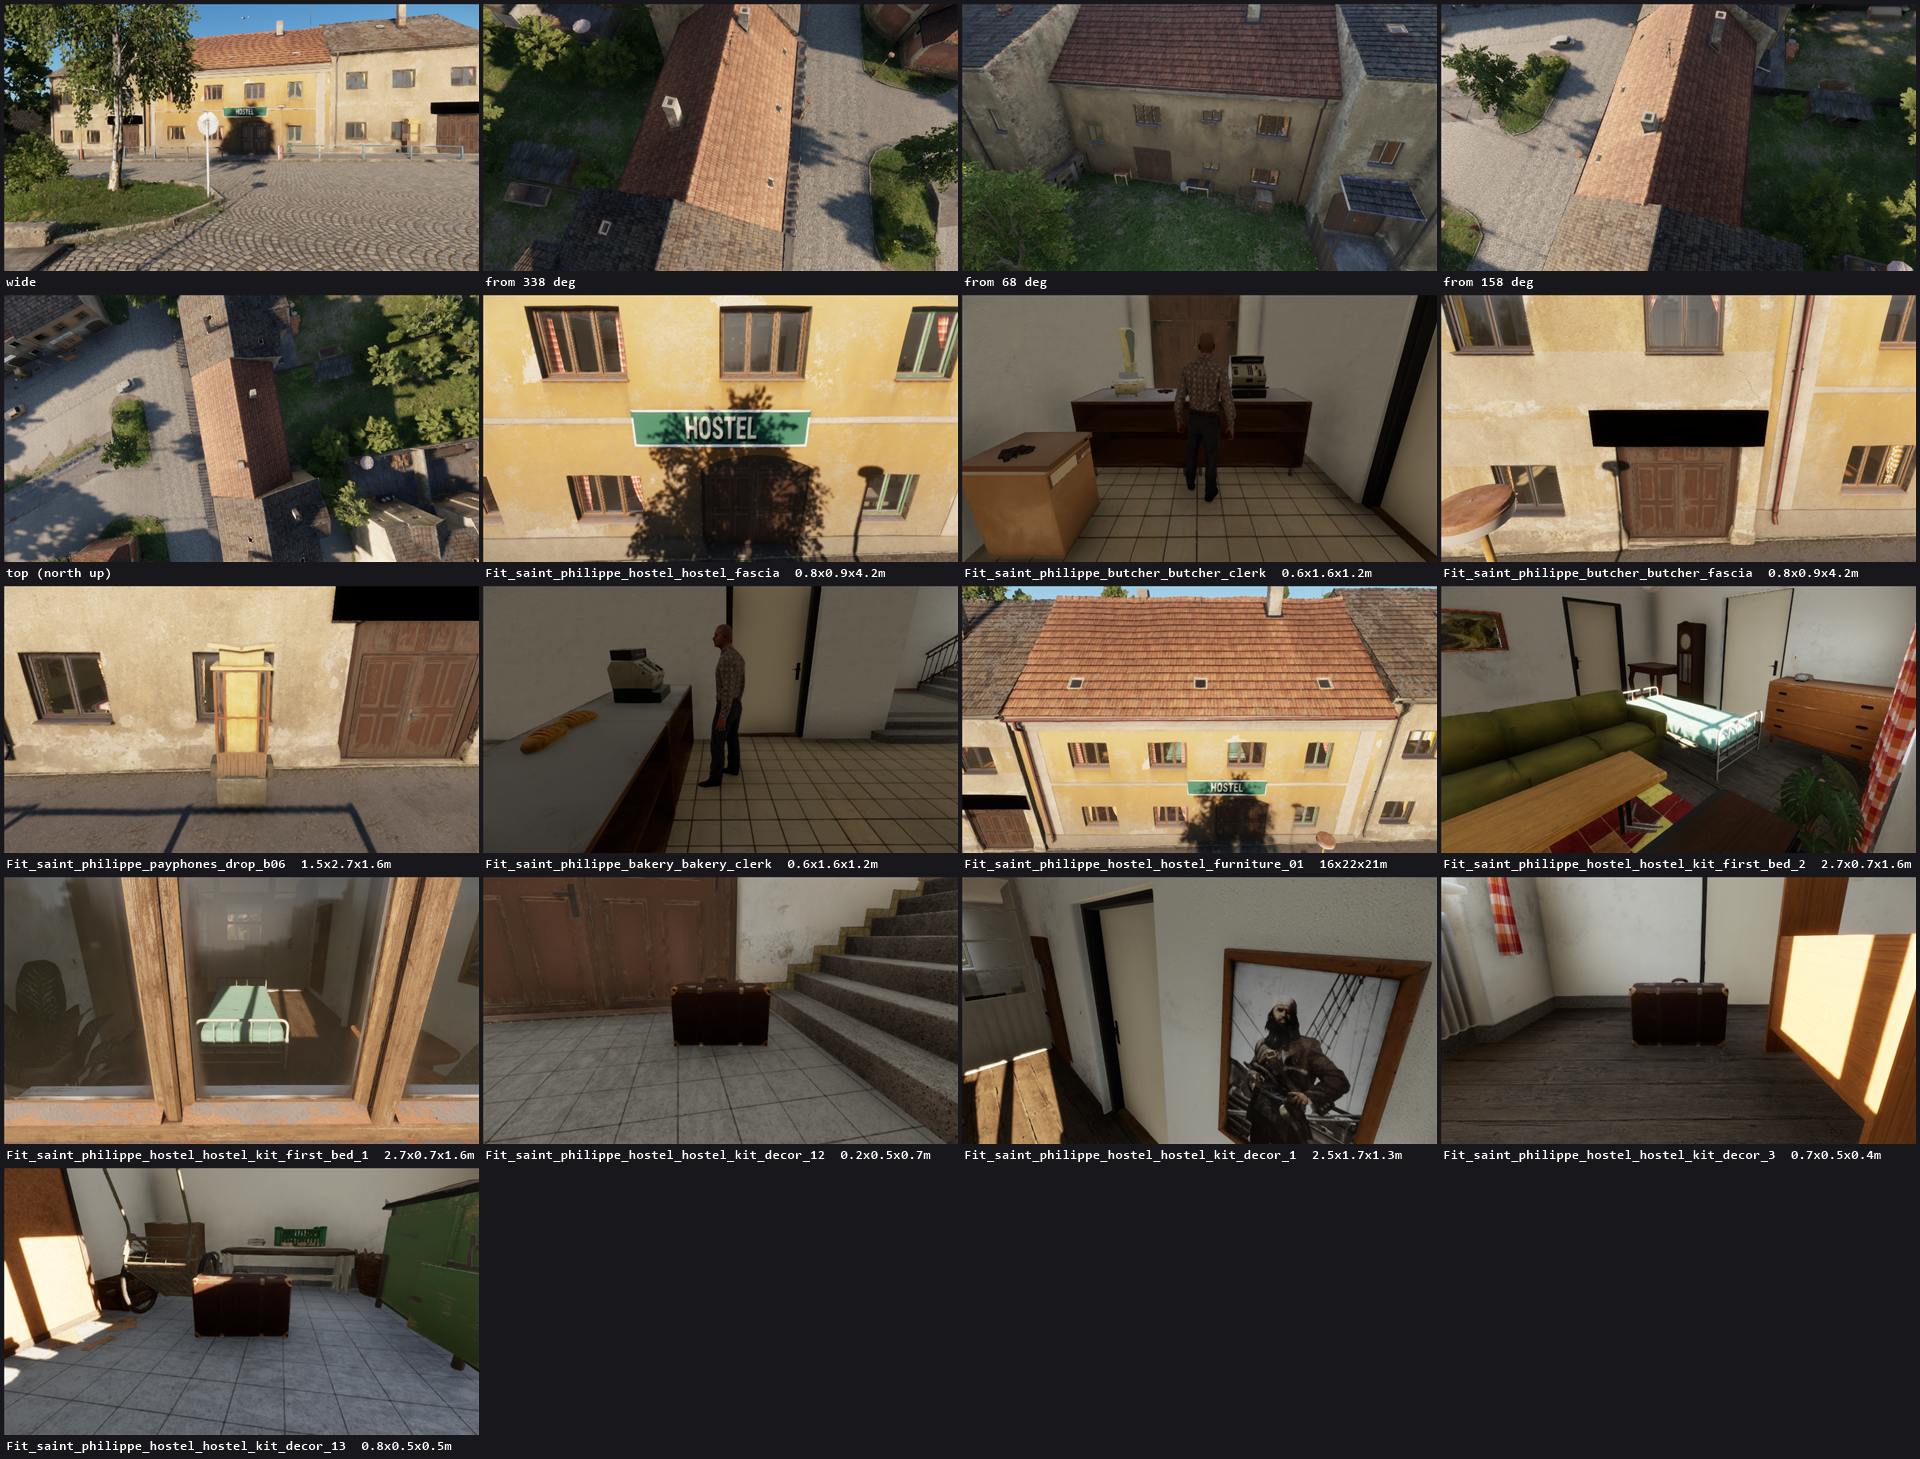 HOSTEL
wide
from 338 deg
from 68 deg
from 158 deg
HOSTEL
top (north up)
Fit_saint_philippe_hostel_hostel_fascia 0.8x0.9x4.2m
Fit_saint_philippe_butcher_butcher_clerk 0.6x1.6x1.2m
Fit_saint_philippe_butcher_butcher_fascia 0.8x0.9x4.2m
HOSTEL
Fit_saint_philippe_payphones_drop_b06 1.5x2.7x1.6m
Fit_saint_philippe_bakery_bakery_clerk 0.6x1.6x1.2m
Fit_saint_philippe_hostel_hostel_furniture_01 16x22x21m
Fit_saint_philippe_hostel_hostel_kit_first_bed_2 2.7x0.7x1.6m
Fit_saint_philippe_hostel_hostel_kit_first_bed_1 2.7x0.7x1.6m
Fit_saint_philippe_hostel_hostel_kit_decor_12 0.2x0.5x0.7m
Fit_saint_philippe_hostel_hostel_kit_decor_1 2.5x1.7x1.3m
Fit_saint_philippe_hostel_hostel_kit_decor_3 0.7x0.5x0.4m
Fit_saint_philippe_hostel_hostel_kit_decor_13 0.8x0.5x0.5m